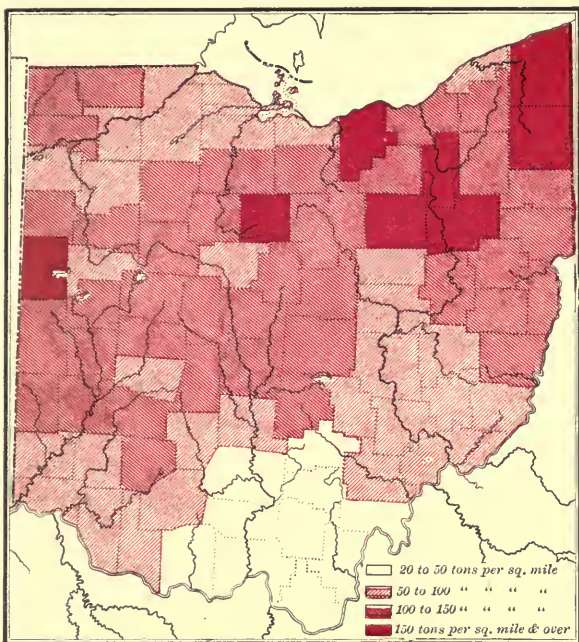 20 to 50 tons per sq. mile
50 to 100 " " " "
100 to 150 " " " "
150 tons per sq. mile & over